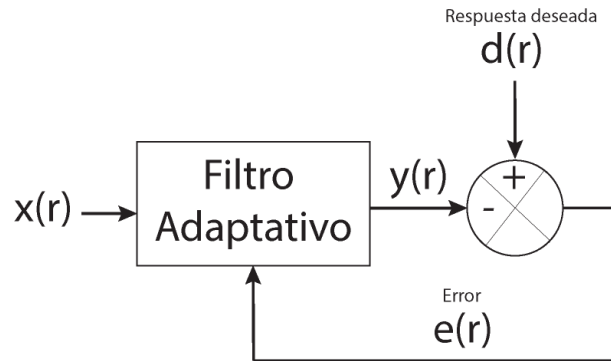 Respuesta deseada
d(r)
+
-
Filtro
Adaptativo
x(r)
y(r)
Error
e(r)